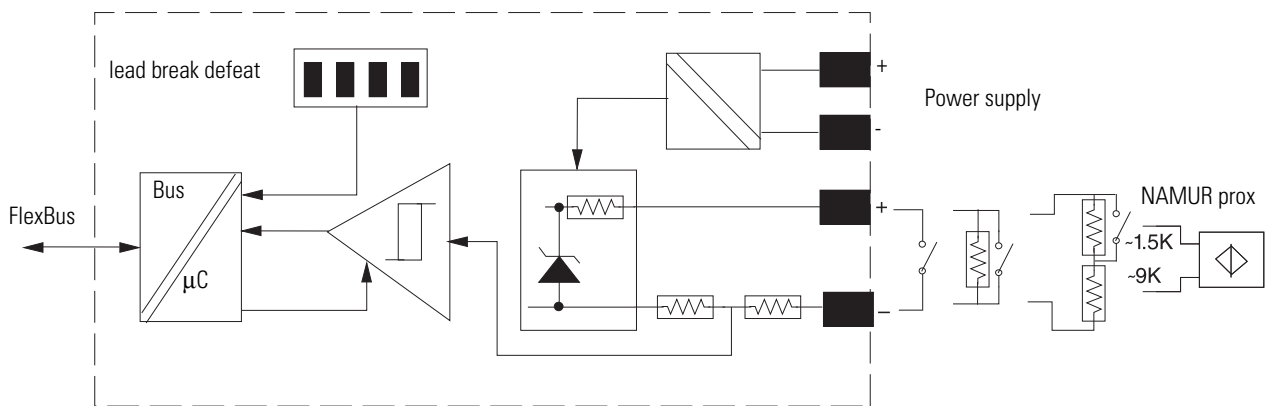 lead break defeat
+
Power supply
-
Bus
+
NAMUR prox
FlexBus
~1.5K
µC
~9K
–